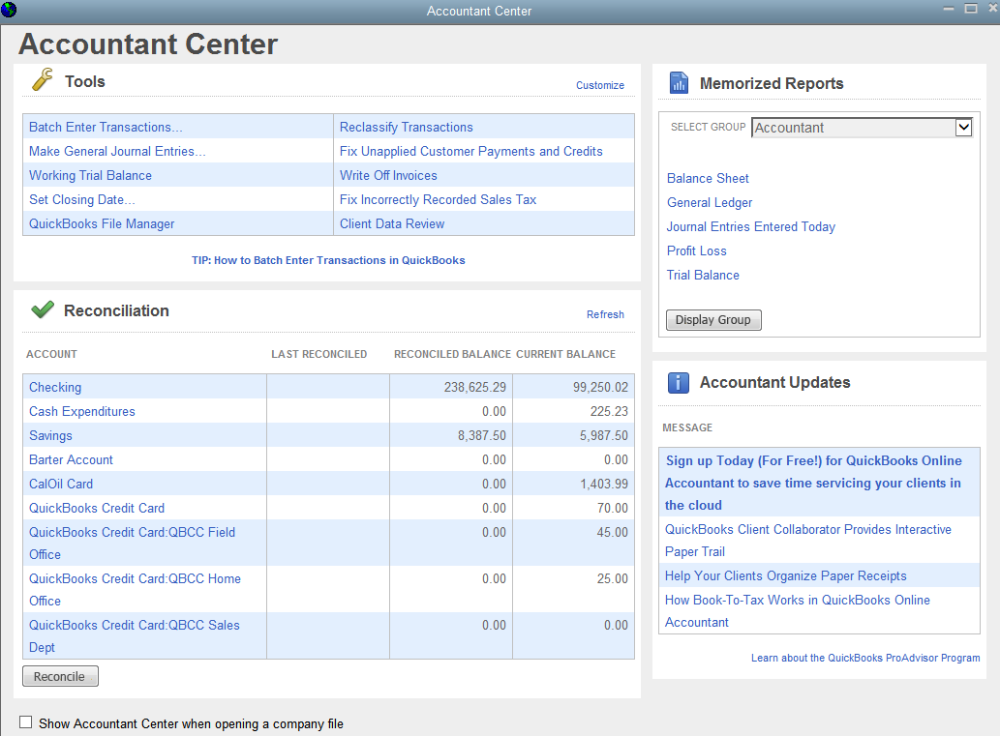 Accountant Center
Accountant Center
Tools
Customize
Batch Enter Transactions...
Reclassify Transactions
Make General Journal Entries...
Fix Unapplied Customer Payments and Credits
Working Trial Balance
Write Off Invoices
Set Closing Date...
Fix Incorrectly Recorded Sales Tax
QuickBooks File Manager
Client Data Review
TIP: How to Batch Enter Transactions in QuickBooks
Reconciliation
Refresh
ACCOUNT LAST RECONCILED RECONCILED BALANCE CURRENT BALANCE
Checking 238,625.29 99,250.02
Cash Expenditures 0.00 225.23
Savings 8,387.50 5,987.50
Barter Account 0.00 0.00
CalOil Card 0.00 1,403.99
QuickBooks Credit Card 0.00 70.00
QuickBooks Credit Card:QBCC Field 0.00 45.00
Office
QuickBooks Credit Card:QBCC Home 0.00 25.00
Office
QuickBooks Credit Card:QBCC Sales 0.00 0.00
Dept
Reconcile
Show Accountant Center when opening a company file
Memorized Reports
SELECT GROUP Accountant
Balance Sheet
General Ledger
Journal Entries Entered Today
Profit Loss
Trial Balance
Display Group
Accountant Updates
MESSAGE
Sign up Today (For Free!) for QuickBooks Online
Accountant to save time servicing your clients in
the cloud
QuickBooks Client Collaborator Provides Interactive
Paper Trail
Help Your Clients Organize Paper Receipts
How Book-To-Tax Works in QuickBooks Online
Accountant
Learn about the QuickBooks ProAdvisor Program